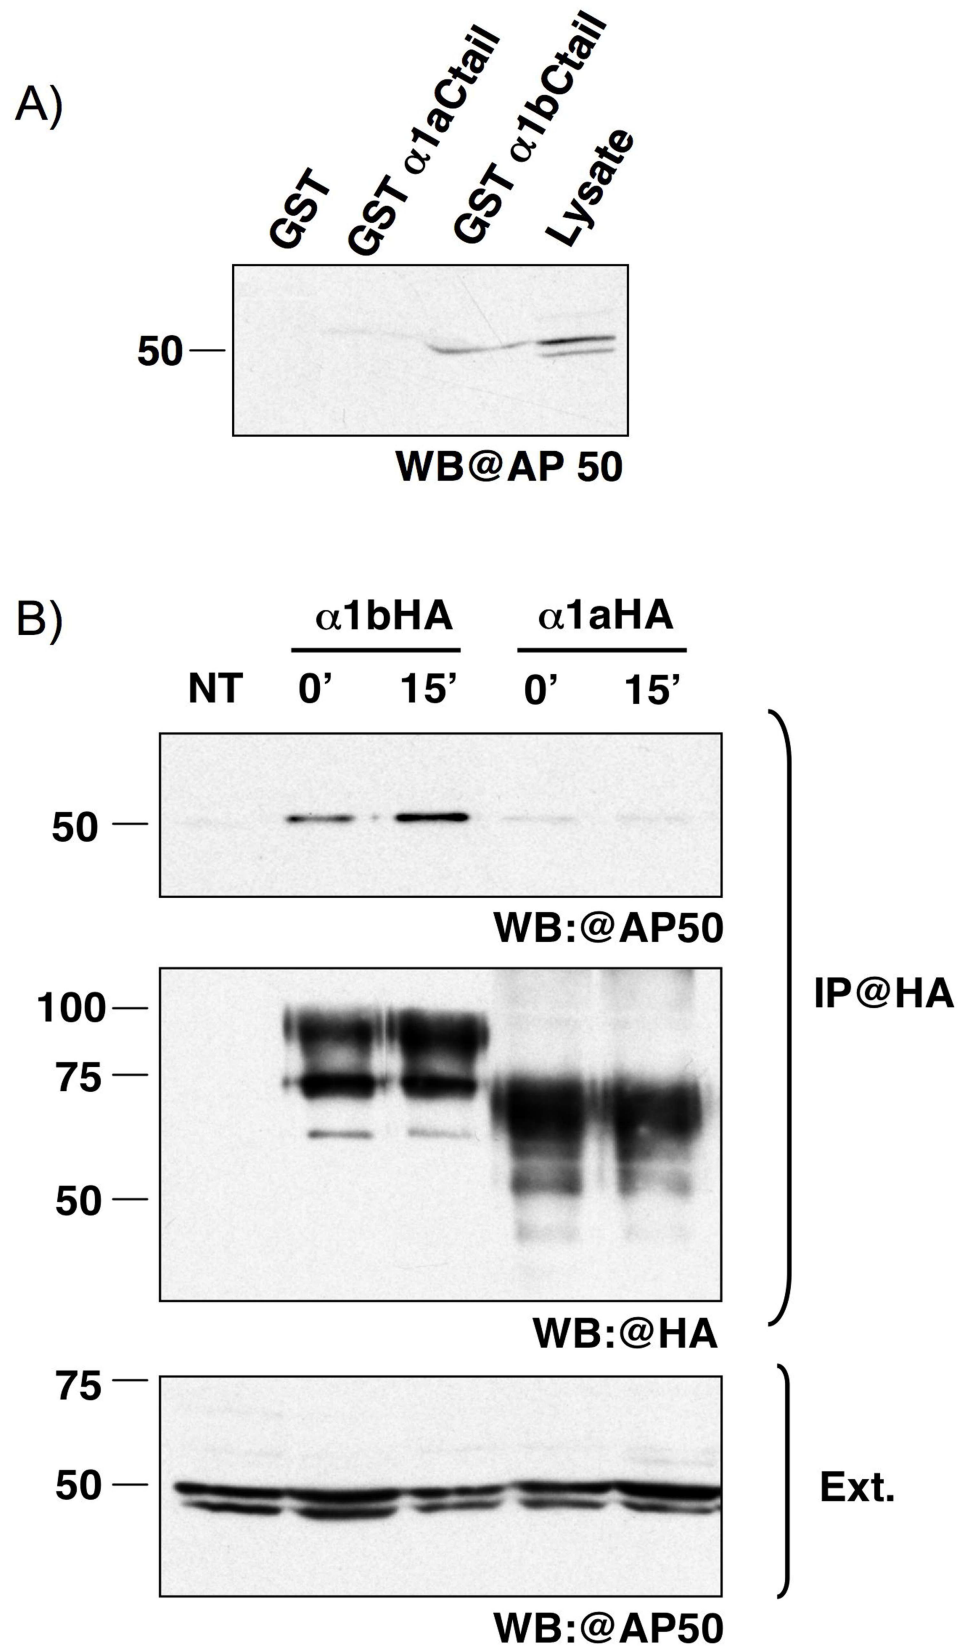 A)
GST GST α1aCtail GST α1bCtail Lysate
50
WB@AP 50
B)
α1bHA α1aHA
NT 0’ 15’ 0’ 15’
50
WB:@AP50
100
75
50
IP@HA
WB:@HA
75
50
Ext.
WB:@AP50